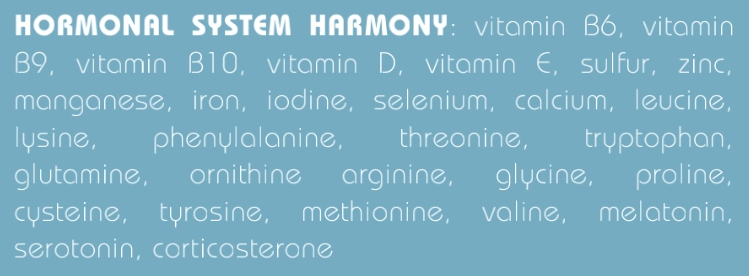 HORMONAL SYSTEM HARMONY: vitamin B6, vitamin
B9, vitamin B10, vitamin D, vitamin E, sulfur, zinc,
manganese, iron, iodine, selenium, calcium, leucine,
lysine, phenylalanine, threonine, tryptophan,
glutamine, ornithine arginine, glycine, proline,
cysteine, tyrosine, methionine, valine, melatonin,
serotonin, corticosterone